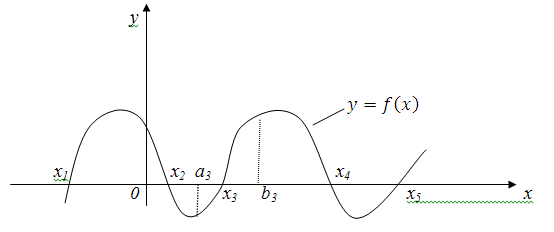 y
y = f(x)
x₁ x₂ a₃ x₄
0 x₃ b₃ x₅ x